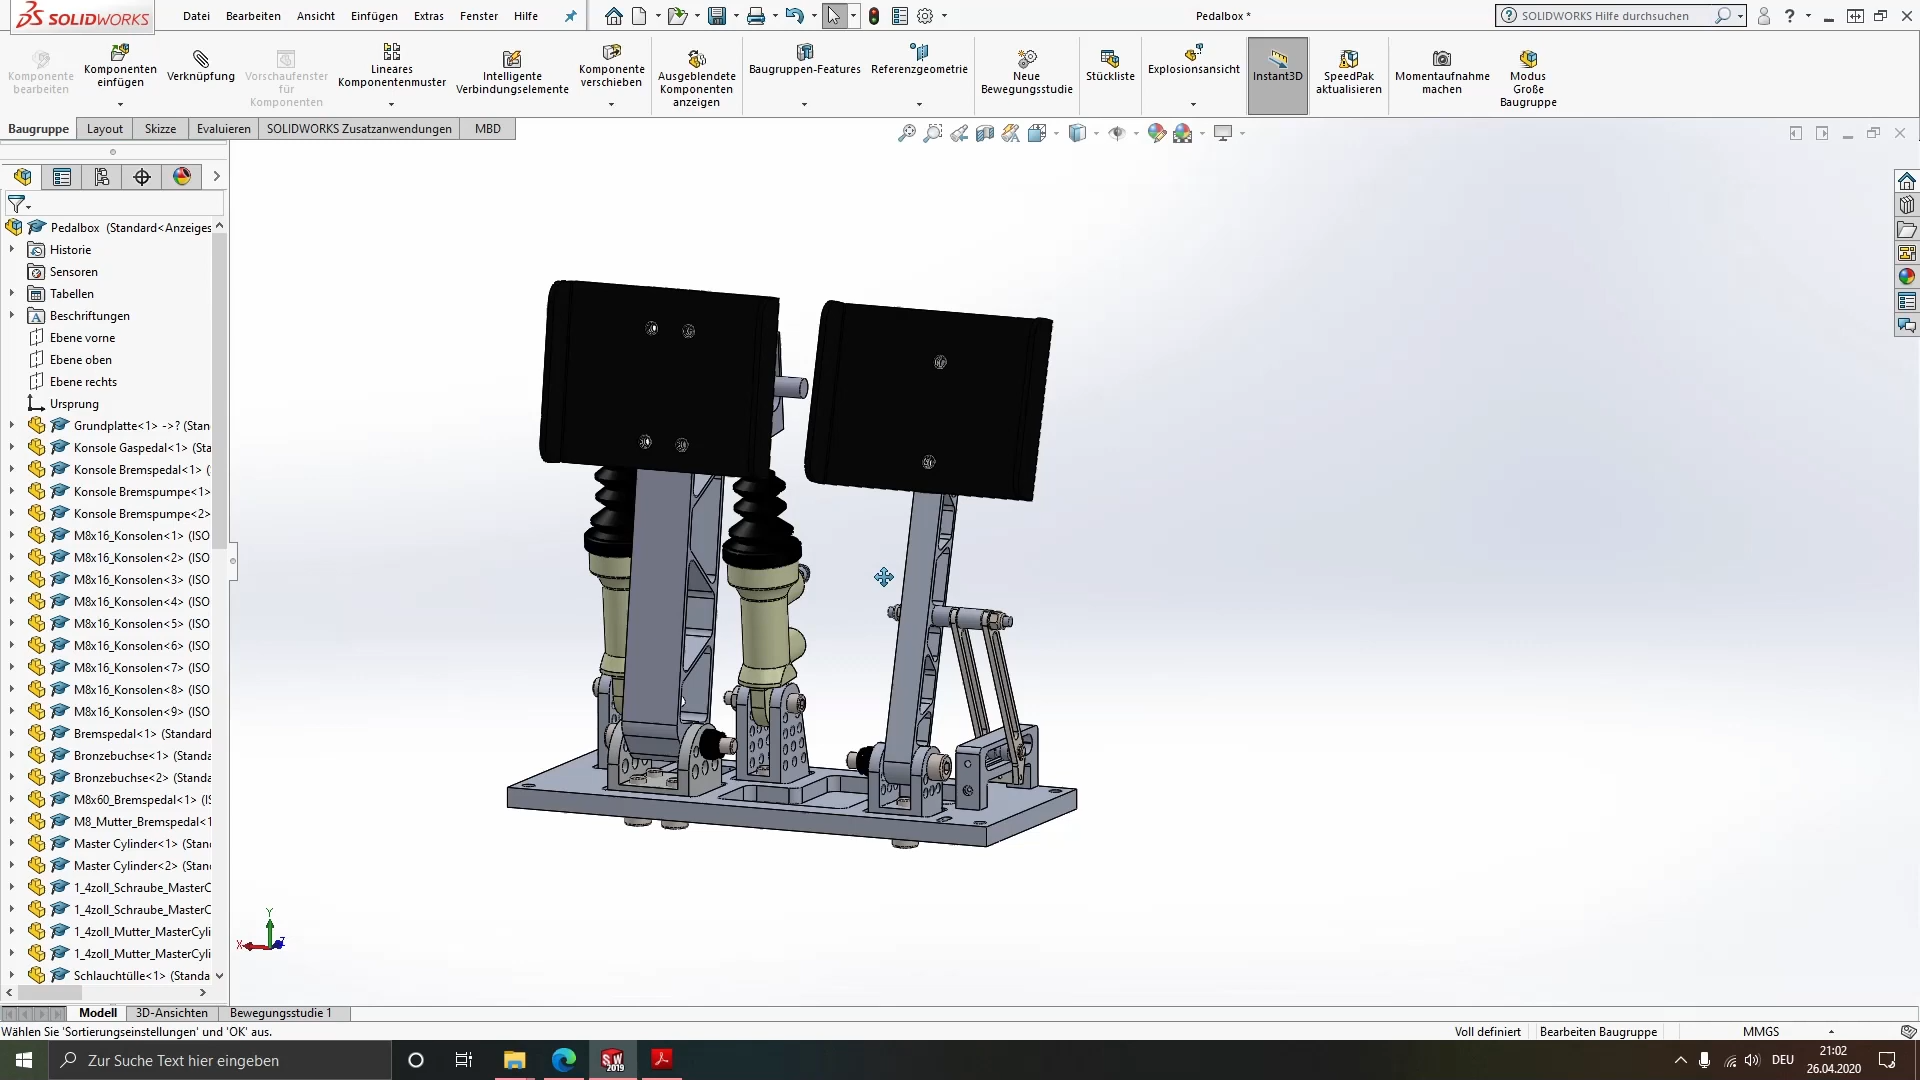 SOLIDWORKS
Datei Bearbeiten Ansicht Einfügen Extras Fenster Hilfe
Pedalbox *
SOLIDWORKS Hilfe durchsuchen
Komponente bearbeiten
Komponenten einfügen
Verknüpfung
Vorschaufenster für Komponenten
Lineares Komponentenmuster
Intelligente Verbindungselemente
Komponente verschieben
Ausgeblendete Komponenten anzeigen
Baugruppen-Features
Referenzgeometrie
Neue Bewegungsstudie
Stückliste
Explosionsansicht
Instant3D
SpeedPak aktualisieren
Momentaufnahme machen
Modus Große Baugruppe
Baugruppe Layout Skizze Evaluieren SOLIDWORKS Zusatzanwendungen MBD
Pedalbox (Standard<Anzeiges
Historie
Sensoren
Tabellen
Beschriftungen
Ebene vorne
Ebene oben
Ebene rechts
Ursprung
Grundplatte<1> ->? (Stan
Konsole Gaspedal<1> (Sta
Konsole Bremspedal<1> (
Konsole Bremspumpe<1>
Konsole Bremspumpe<2>
M8x16_Konsolen<1> (ISO
M8x16_Konsolen<2> (ISO
M8x16_Konsolen<3> (ISO
M8x16_Konsolen<4> (ISO
M8x16_Konsolen<5> (ISO
M8x16_Konsolen<6> (ISO
M8x16_Konsolen<7> (ISO
M8x16_Konsolen<8> (ISO
M8x16_Konsolen<9> (ISO
Bremspedal<1> (Standard
Bronzebuchse<1> (Standa
Bronzebuchse<2> (Standa
M8x60_Bremspedal<1> (IS
M8_Mutter_Bremspedal<1
Master Cylinder<1> (Stan
Master Cylinder<2> (Stan
1_4zoll_Schraube_MasterC
1_4zoll_Schraube_MasterC
1_4zoll_Mutter_MasterCyli
1_4zoll_Mutter_MasterCyli
Schlauchtülle<1> (Standa
Y
X
Z
Modell 3D-Ansichten Bewegungsstudie 1
Wählen Sie 'Sortierungseinstellungen' und 'OK' aus.
Voll definiert Bearbeiten Baugruppe MMGS
Zur Suche Text hier eingeben
SW 2019
DEU
21:02
26.04.2020